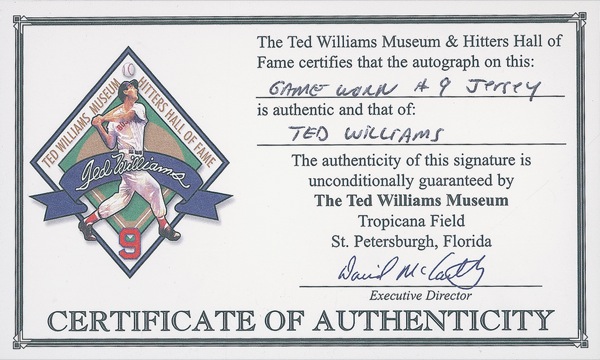 TED WILLIAMS MUSEUM
HITTERS HALL OF FAME
Ted Williams
9
The Ted Williams Museum & Hitters Hall of
Fame certifies that the autograph on this:
GAME WORN #9 Jersey
is authentic and that of:
TED WILLIAMS
The authenticity of this signature is
unconditionally guaranteed by
The Ted Williams Museum
Tropicana Field
St. Petersburgh, Florida
David McCarthy
Executive Director
CERTIFICATE OF AUTHENTICITY